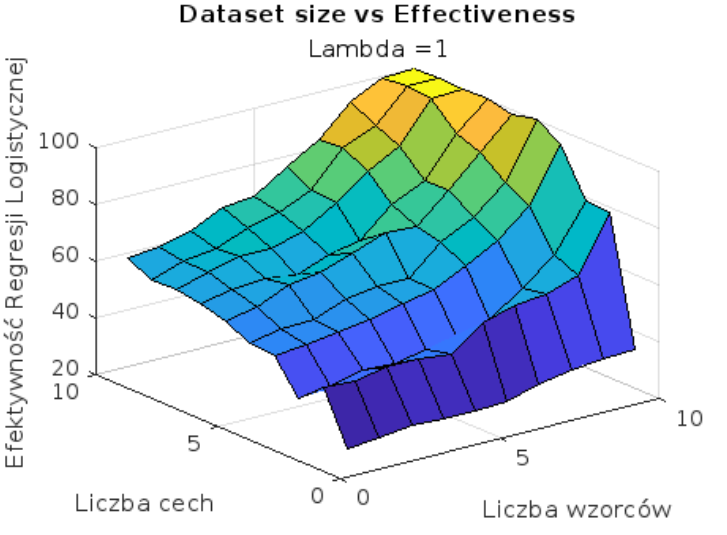 Dataset size vs Effectiveness
Lambda =1
Efektywność Regresji Logistycznej
100
80
60
40
20
10
5
0
Liczba cech
0
5
10
Liczba wzorców